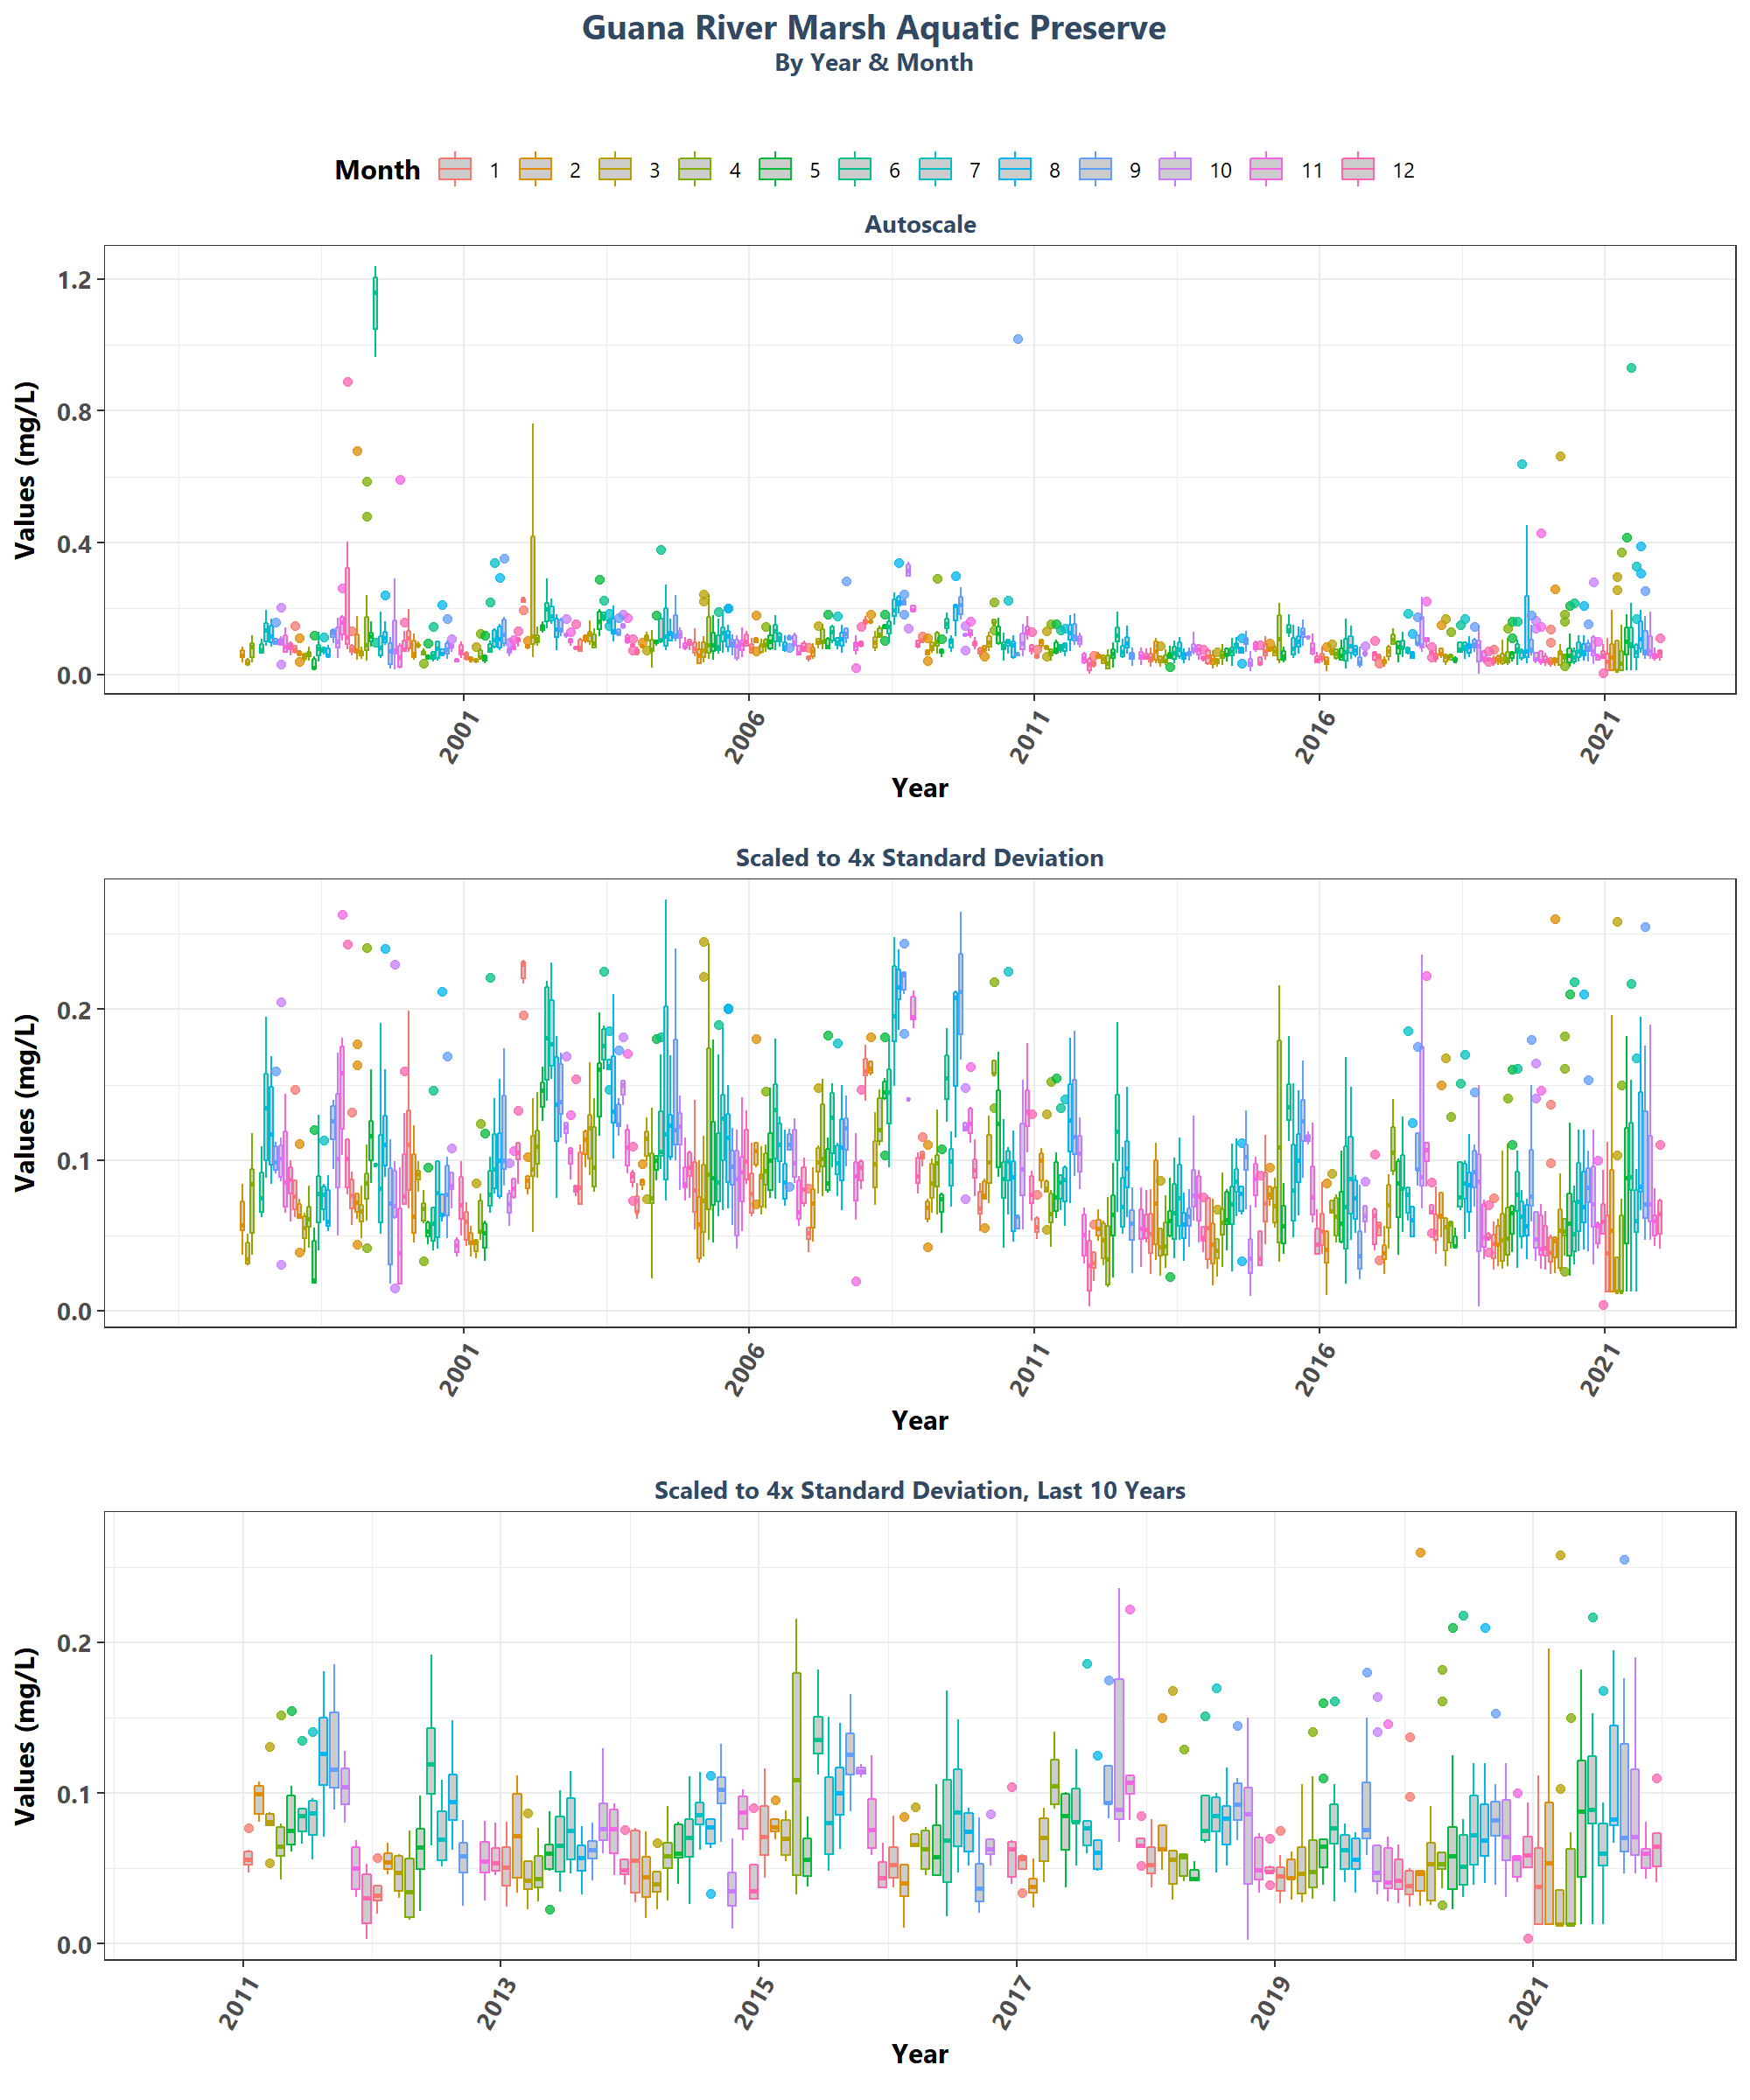 Guana River Marsh Aquatic Preserve
By Year & Month
Month 1 2 3 4 5 6 7 8 9 10 11 12
Autoscale
Values (mg/L)
1.2
0.8
0.4
0.0
2001 2006 2011 2016 2021
Year
Scaled to 4x Standard Deviation
Values (mg/L)
0.2
0.1
0.0
2001 2006 2011 2016 2021
Year
Scaled to 4x Standard Deviation, Last 10 Years
Values (mg/L)
0.2
0.1
0.0
2011 2013 2015 2017 2019 2021
Year